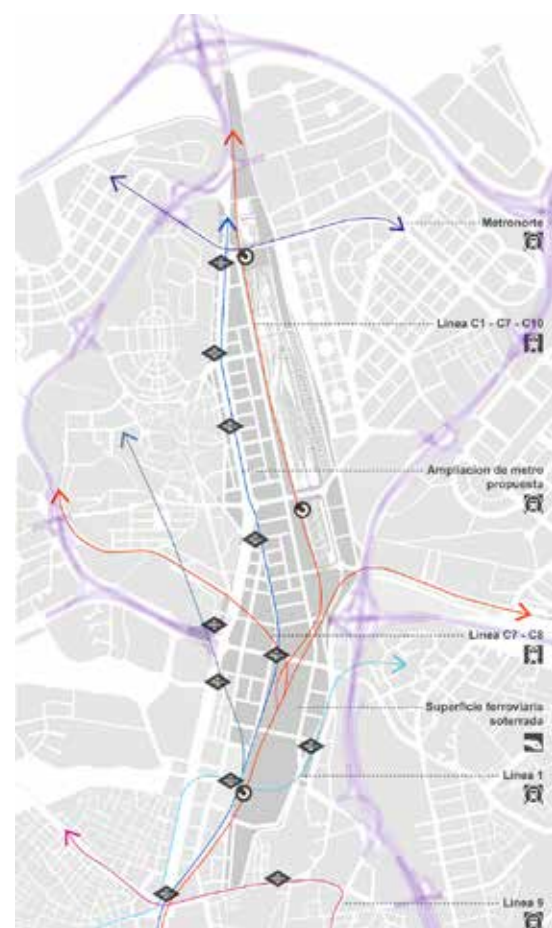 Metronorte
Linea C1 - C7 - C10
Ampliacion de metro
propuesta
Linea C7 - C8
Superficie ferroviaria
soterrada
Linea 1
Linea 9